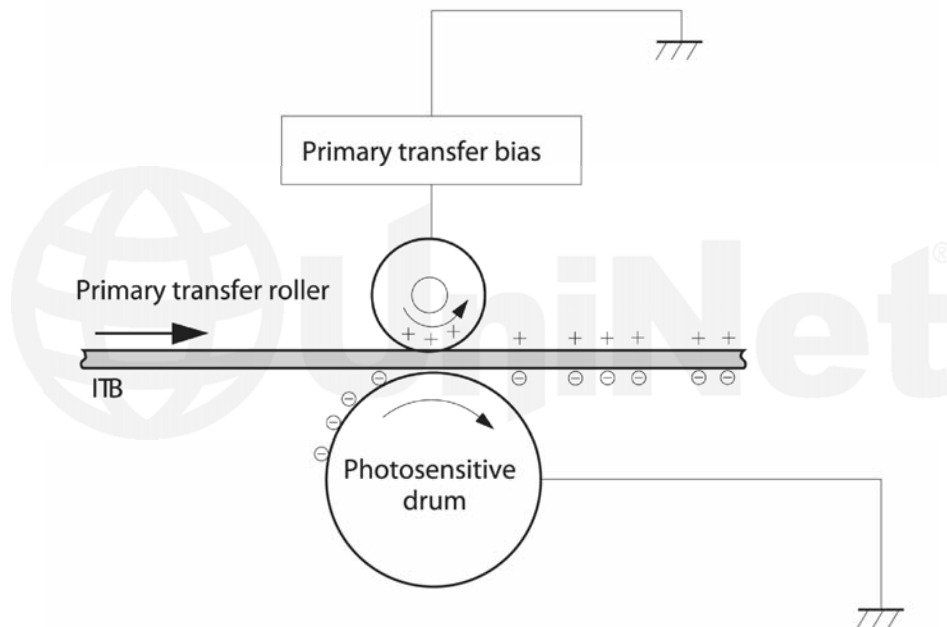 Primary transfer bias
UniNet®
Primary transfer roller
+ + +
+ + + + + +
ITB
⊖ ⊖ ⊖ ⊖ ⊖ ⊖
⊖
⊖
⊖
Photosensitive
drum